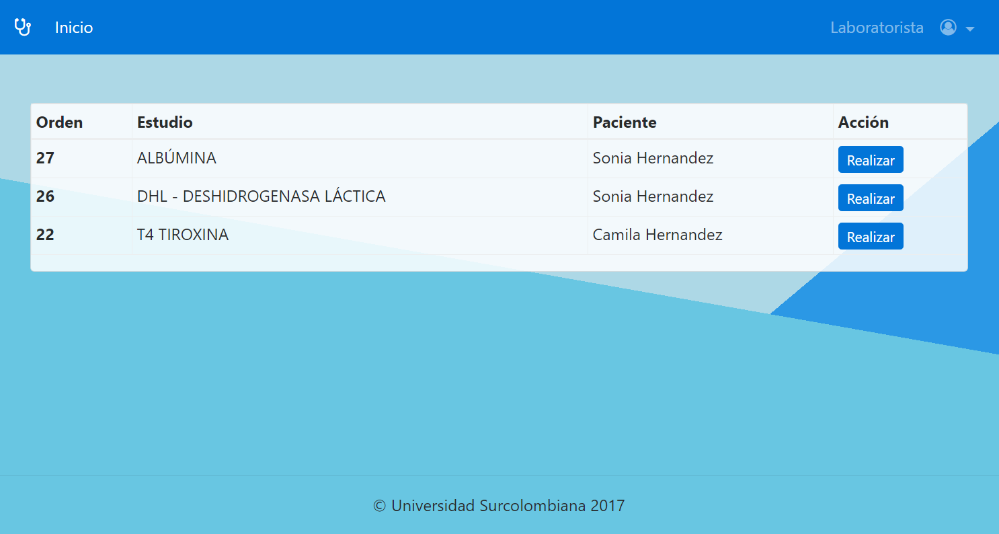 Inicio Laboratorista
Orden Estudio Paciente Acción
27 ALBÚMINA Sonia Hernandez Realizar
26 DHL - DESHIDROGENASA LÁCTICA Sonia Hernandez Realizar
22 T4 TIROXINA Camila Hernandez Realizar
© Universidad Surcolombiana 2017